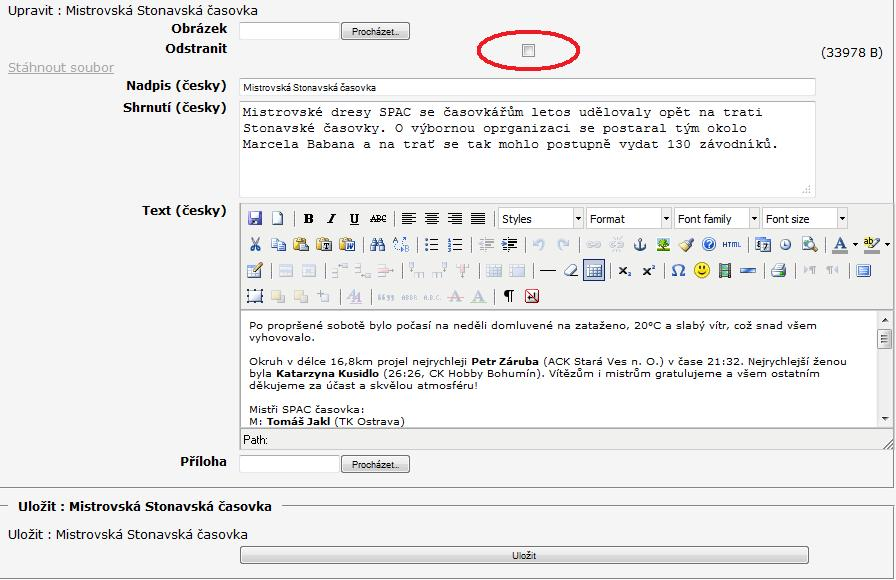 Upravit : Mistrovská Stonavská časovka
Obrázek Procházet..
Odstranit (33978 B)
Stáhnout soubor
Nadpis (česky) Mistrovská Stonavská časovka
Shrnutí (česky) Mistrovské dresy SPAC se časovkářům letos udělovaly opět na trati
Stonavské časovky. O výbornou oprganizaci se postaral tým okolo
Marcela Babana a na trať se tak mohlo postupně vydat 130 závodníků.
Text (česky) B I U ABC Styles Format Font family Font size
HTML A ab
x₂ x² Ω
A A.B.C. A A ¶
Po propršené sobotě bylo počasí na neděli domluvené na zataženo, 20°C a slabý vítr, což snad všem
vyhovovalo.
Okruh v délce 16,8km projel nejrychleji Petr Záruba (ACK Stará Ves n. O.) v čase 21:32. Nejrychlejší ženou
byla Katarzyna Kusidlo (26:26, CK Hobby Bohumín). Vítězům i mistrům gratulujeme a všem ostatním
děkujeme za účast a skvělou atmosféru!
Mistři SPAC časovka:
M: Tomáš Jakl (TK Ostrava)
Path:
Příloha Procházet..
Uložit : Mistrovská Stonavská časovka
Uložit : Mistrovská Stonavská časovka
Uložit